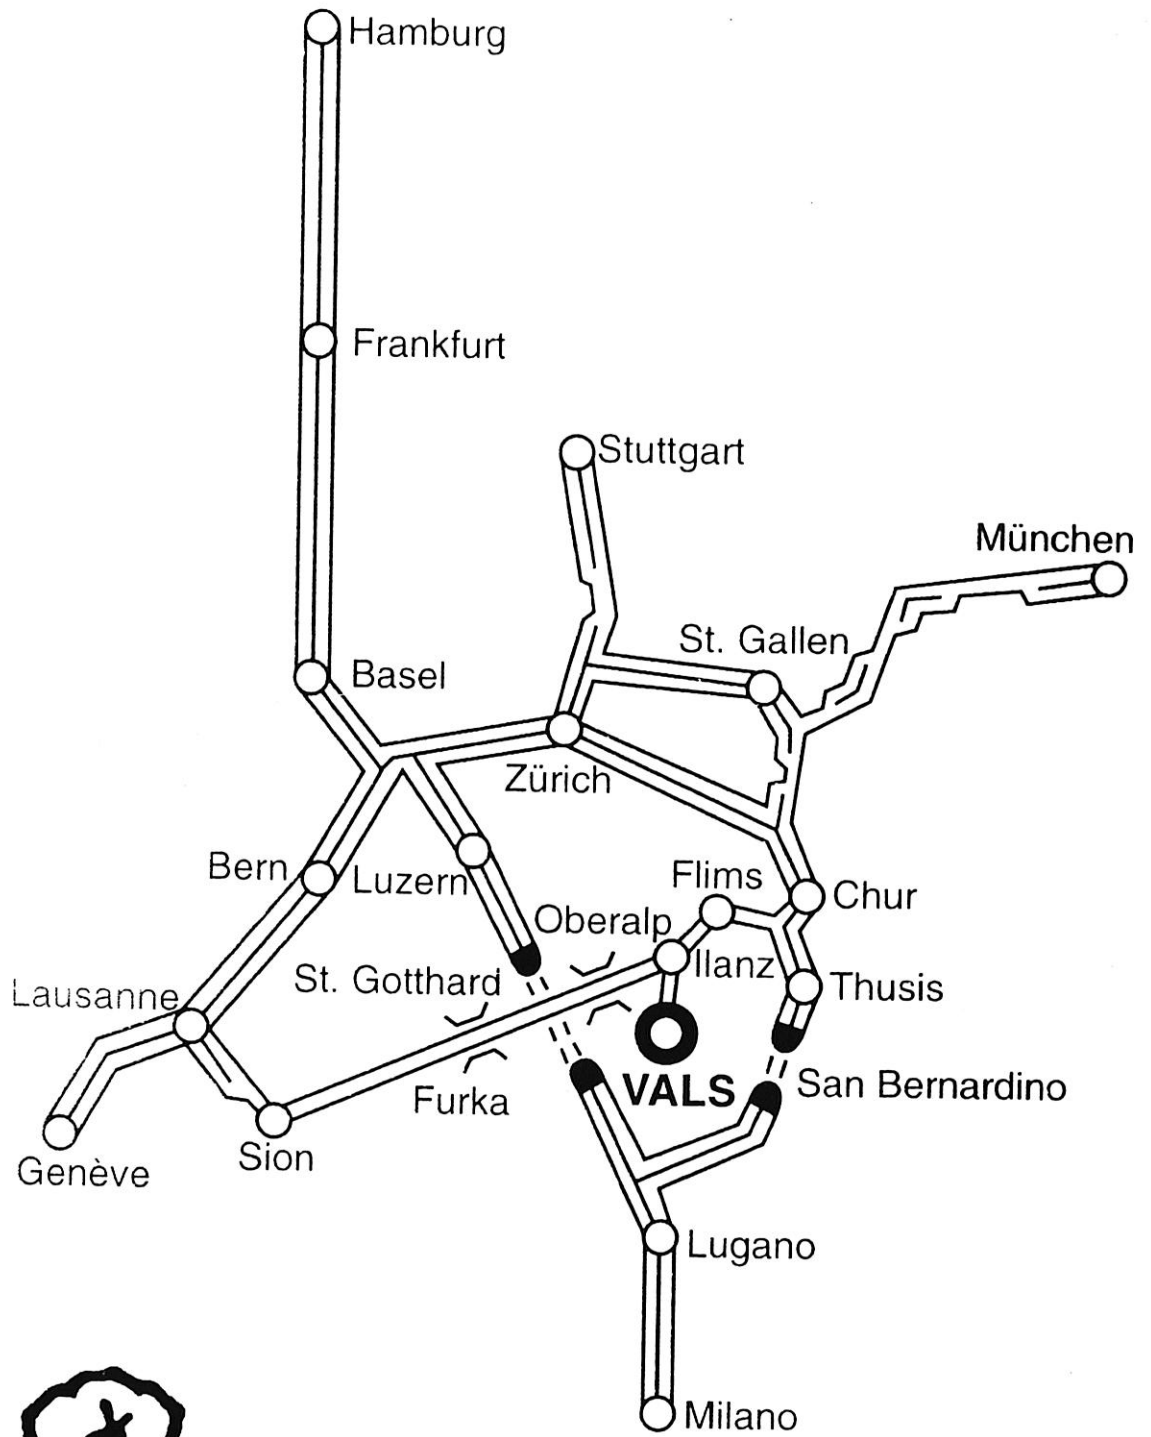 Hamburg
Frankfurt
Stuttgart
München
St. Gallen
Basel
Zürich
Bern
Luzern
Flims
Chur
Oberalp
Ilanz
St. Gotthard
Thusis
Lausanne
VALS
San Bernardino
Furka
Sion
Genève
Lugano
Milano